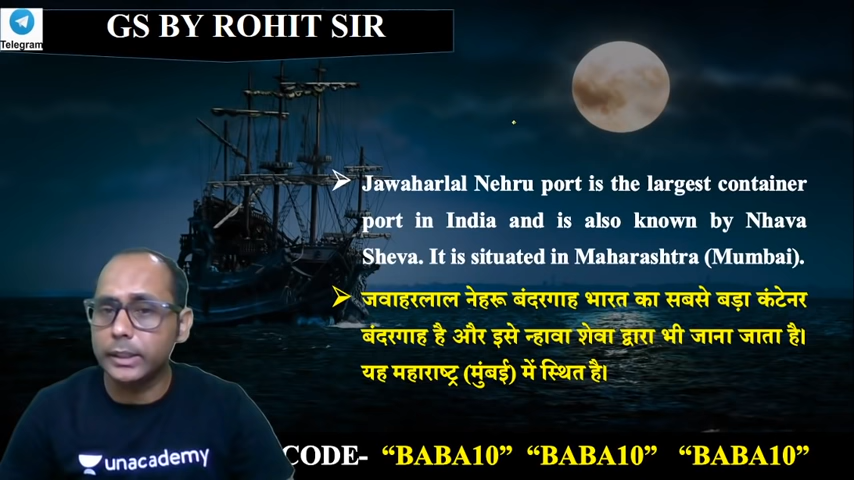 Telegram
GS BY ROHIT SIR
Jawaharlal Nehru port is the largest container
port in India and is also known by Nhava
Sheva. It is situated in Maharashtra (Mumbai).
जवाहरलाल नेहरू बंदरगाह भारत का सबसे बड़ा कंटेनर
बंदरगाह है और इसे न्हावा शेवा द्वारा भी जाना जाता है।
यह महाराष्ट्र (मुंबई) में स्थित है।
unacademy
CODE- “BABA10” “BABA10” “BABA10”